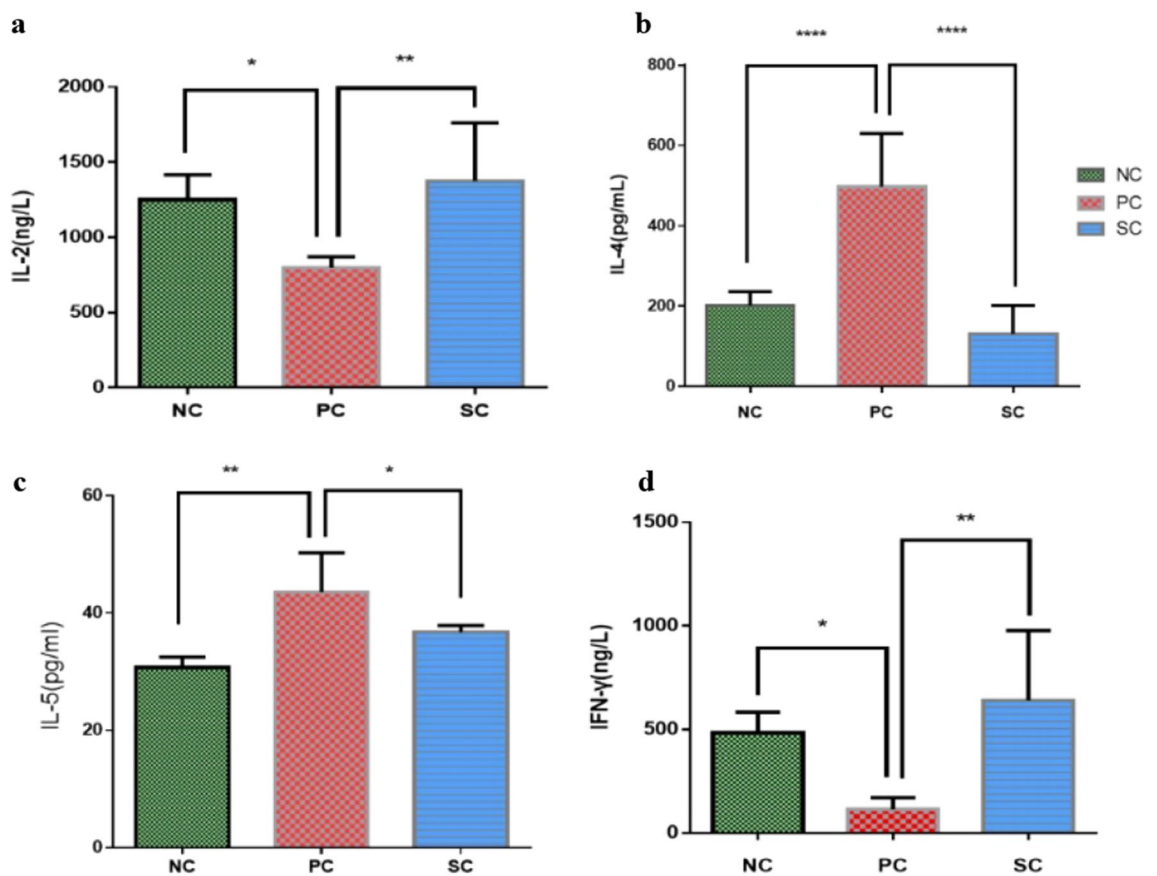 a
* **
2000
1500
1000
500
0
IL-2(ng/L)
NC PC SC
b
**** ****
800
600
400
200
0
IL-4(pg/mL)
NC PC SC
NC
PC
SC
c
** *
60
40
20
0
IL-5(pg/ml)
NC PC SC
d
**
*
1500
1000
500
0
IFN-γ(ng/L)
NC PC SC